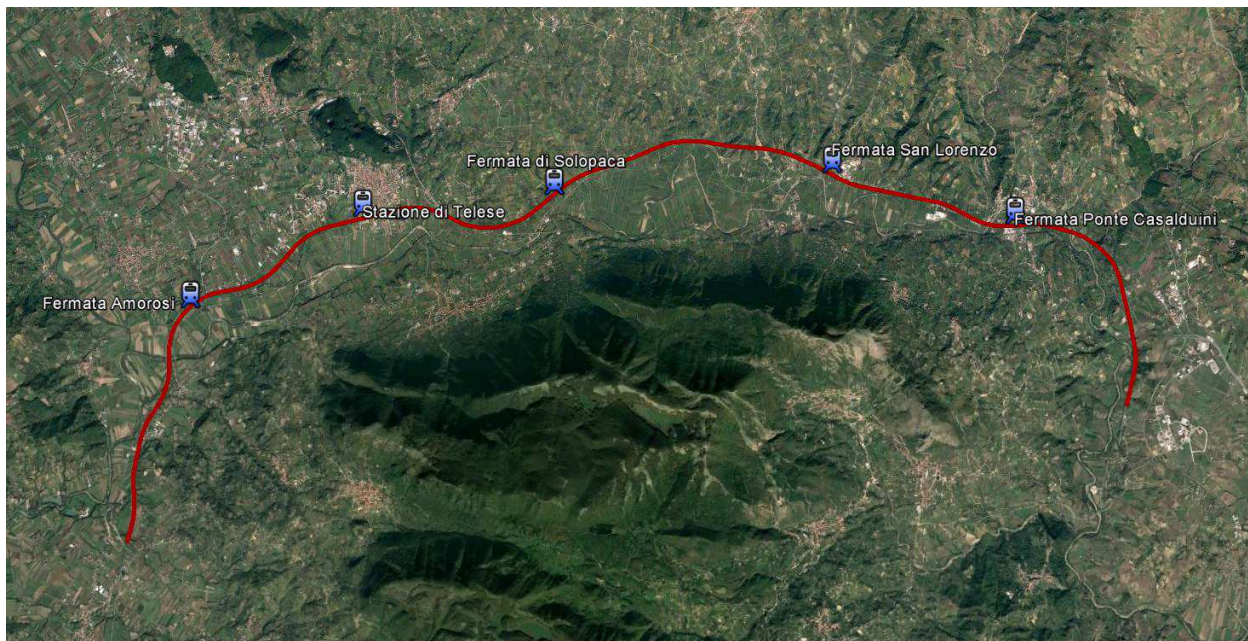 Fermata San Lorenzo
Fermata di Solopaca
Stazione di Telese
Fermata Ponte Casalduini
Fermata Amorosi